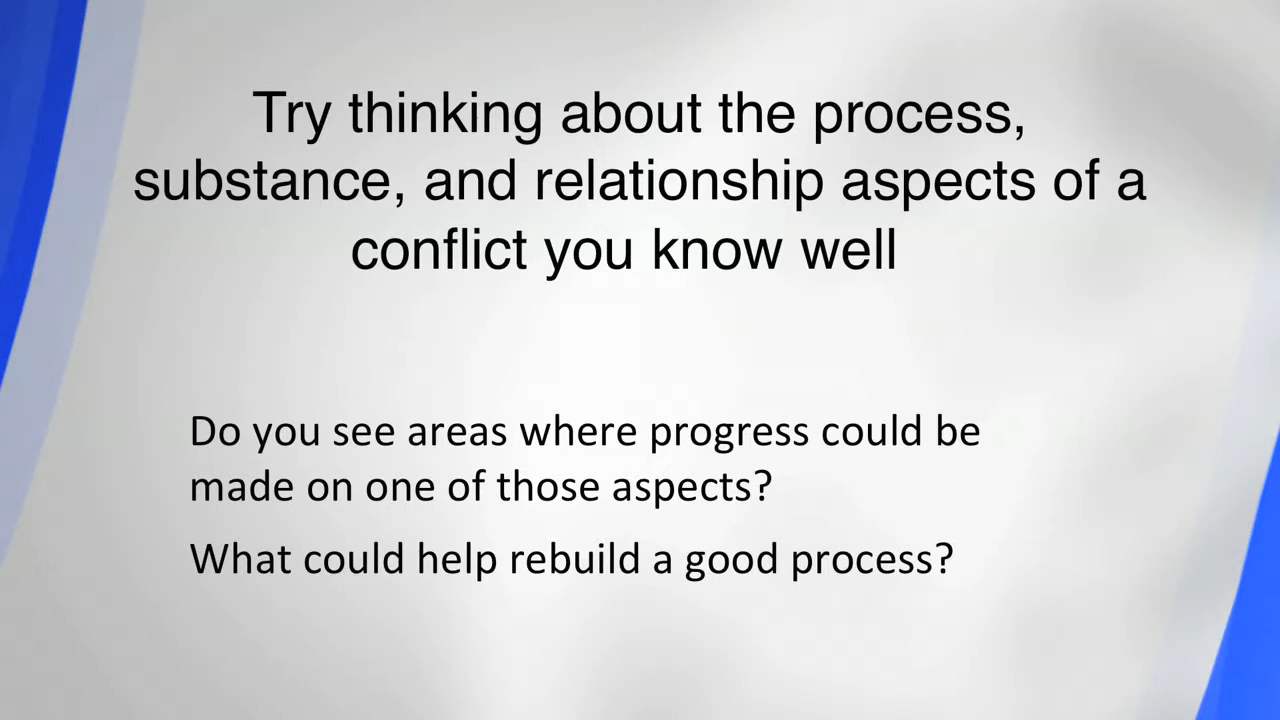 Try thinking about the process,
substance, and relationship aspects of a
conflict you know well
Do you see areas where progress could be
made on one of those aspects?
What could help rebuild a good process?